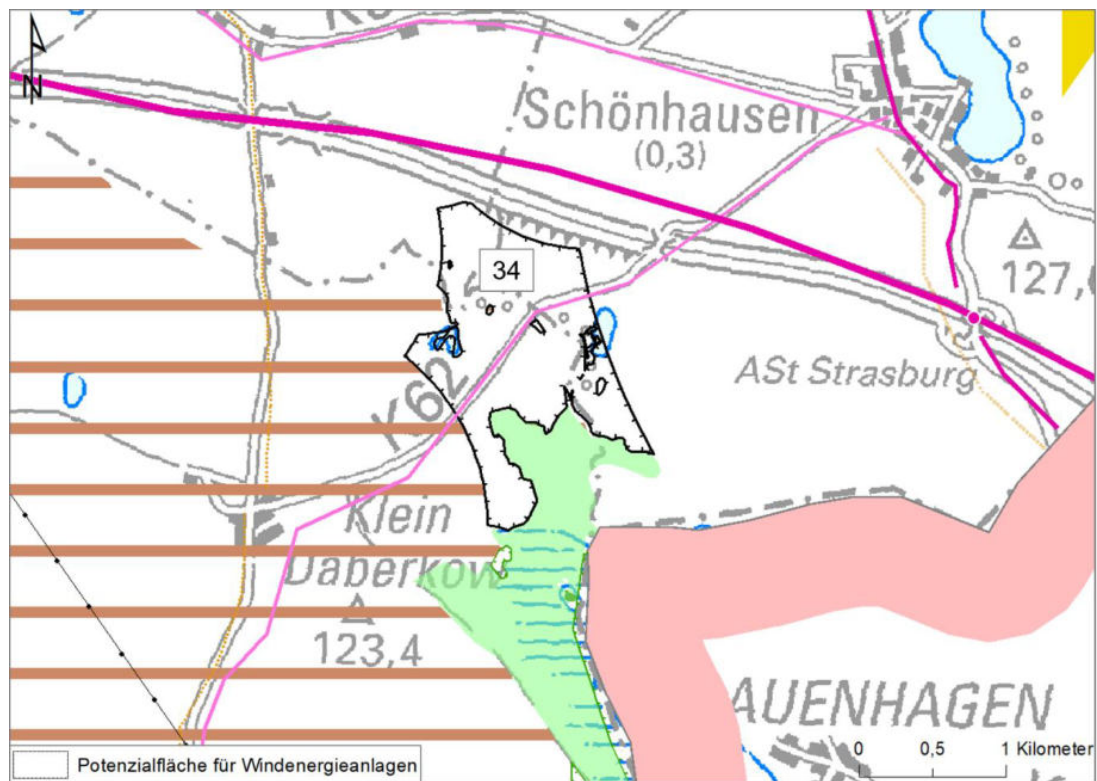 N
Schönhausen
(0,3)
34
127,
ASt Strasburg
K62
Klein
Daberkow
123,4
AUENHAGEN
0 0,5 1 Kilometer
Potenzialfläche für Windenergieanlagen